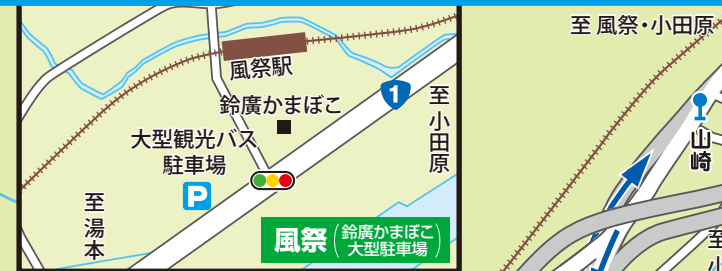 風祭駅
鈴廣かまぼこ
1
至小田原
大型観光バス
駐車場
P
至湯本
風祭(鈴廣かまぼこ
大型駐車場)
至 風祭・小田原
山崎
至小